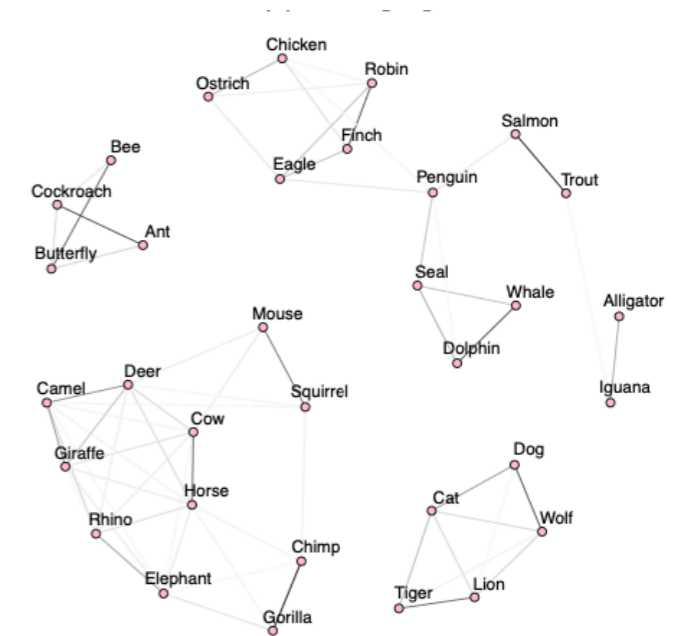 Chicken
Robin
Ostrich
Salmon
Finch
Bee
Eagle
Penguin
Trout
Cockroach
Ant
Butterfly
Seal
Whale
Alligator
Mouse
Dolphin
Deer
Camel
Squirrel
Iguana
Cow
Giraffe
Dog
Horse
Cat
Rhino
Wolf
Chimp
Elephant
Lion
Tiger
Gorilla